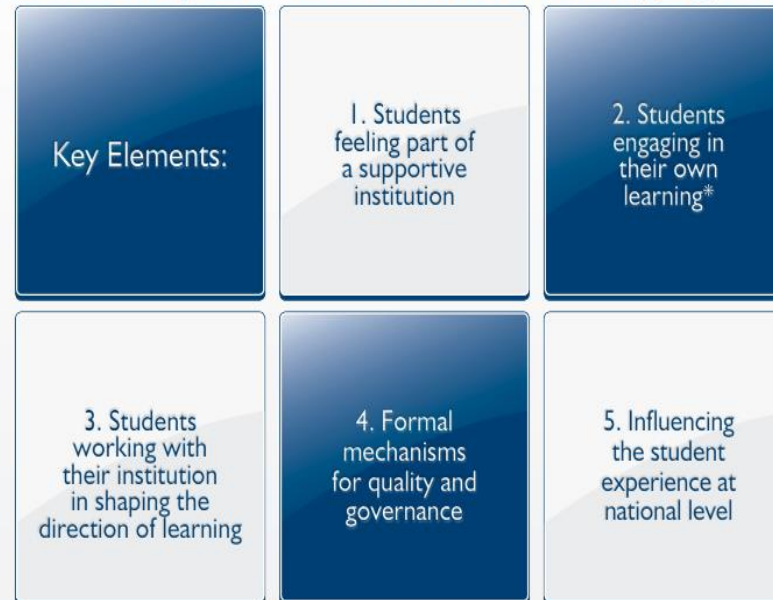 Key Elements:
1. Students
feeling part of
a supportive
institution
2. Students
engaging in
their own
learning*
3. Students
working with
their institution
in shaping the
direction of learning
4. Formal
mechanisms
for quality and
governance
5. Influencing
the student
experience at
national level